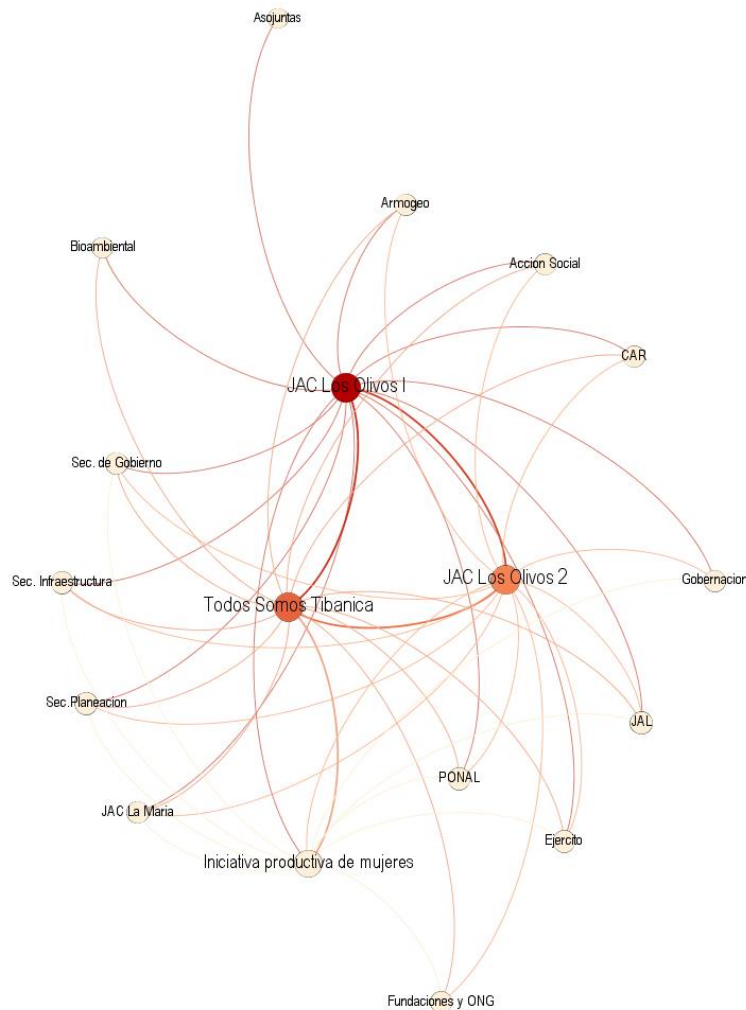 Asojuntas
Armogeo
Bioambiental
Accion Social
CAR
JAC Los Olivos I
Sec. de Gobierno
Sec. Infraestructura
JAC Los Olivos 2
Gobernacion
Todos Somos Tibanica
Sec.Planeacion
JAL
PONAL
JAC La Maria
Ejercito
Iniciativa productiva de mujeres
Fundaciones y ONG